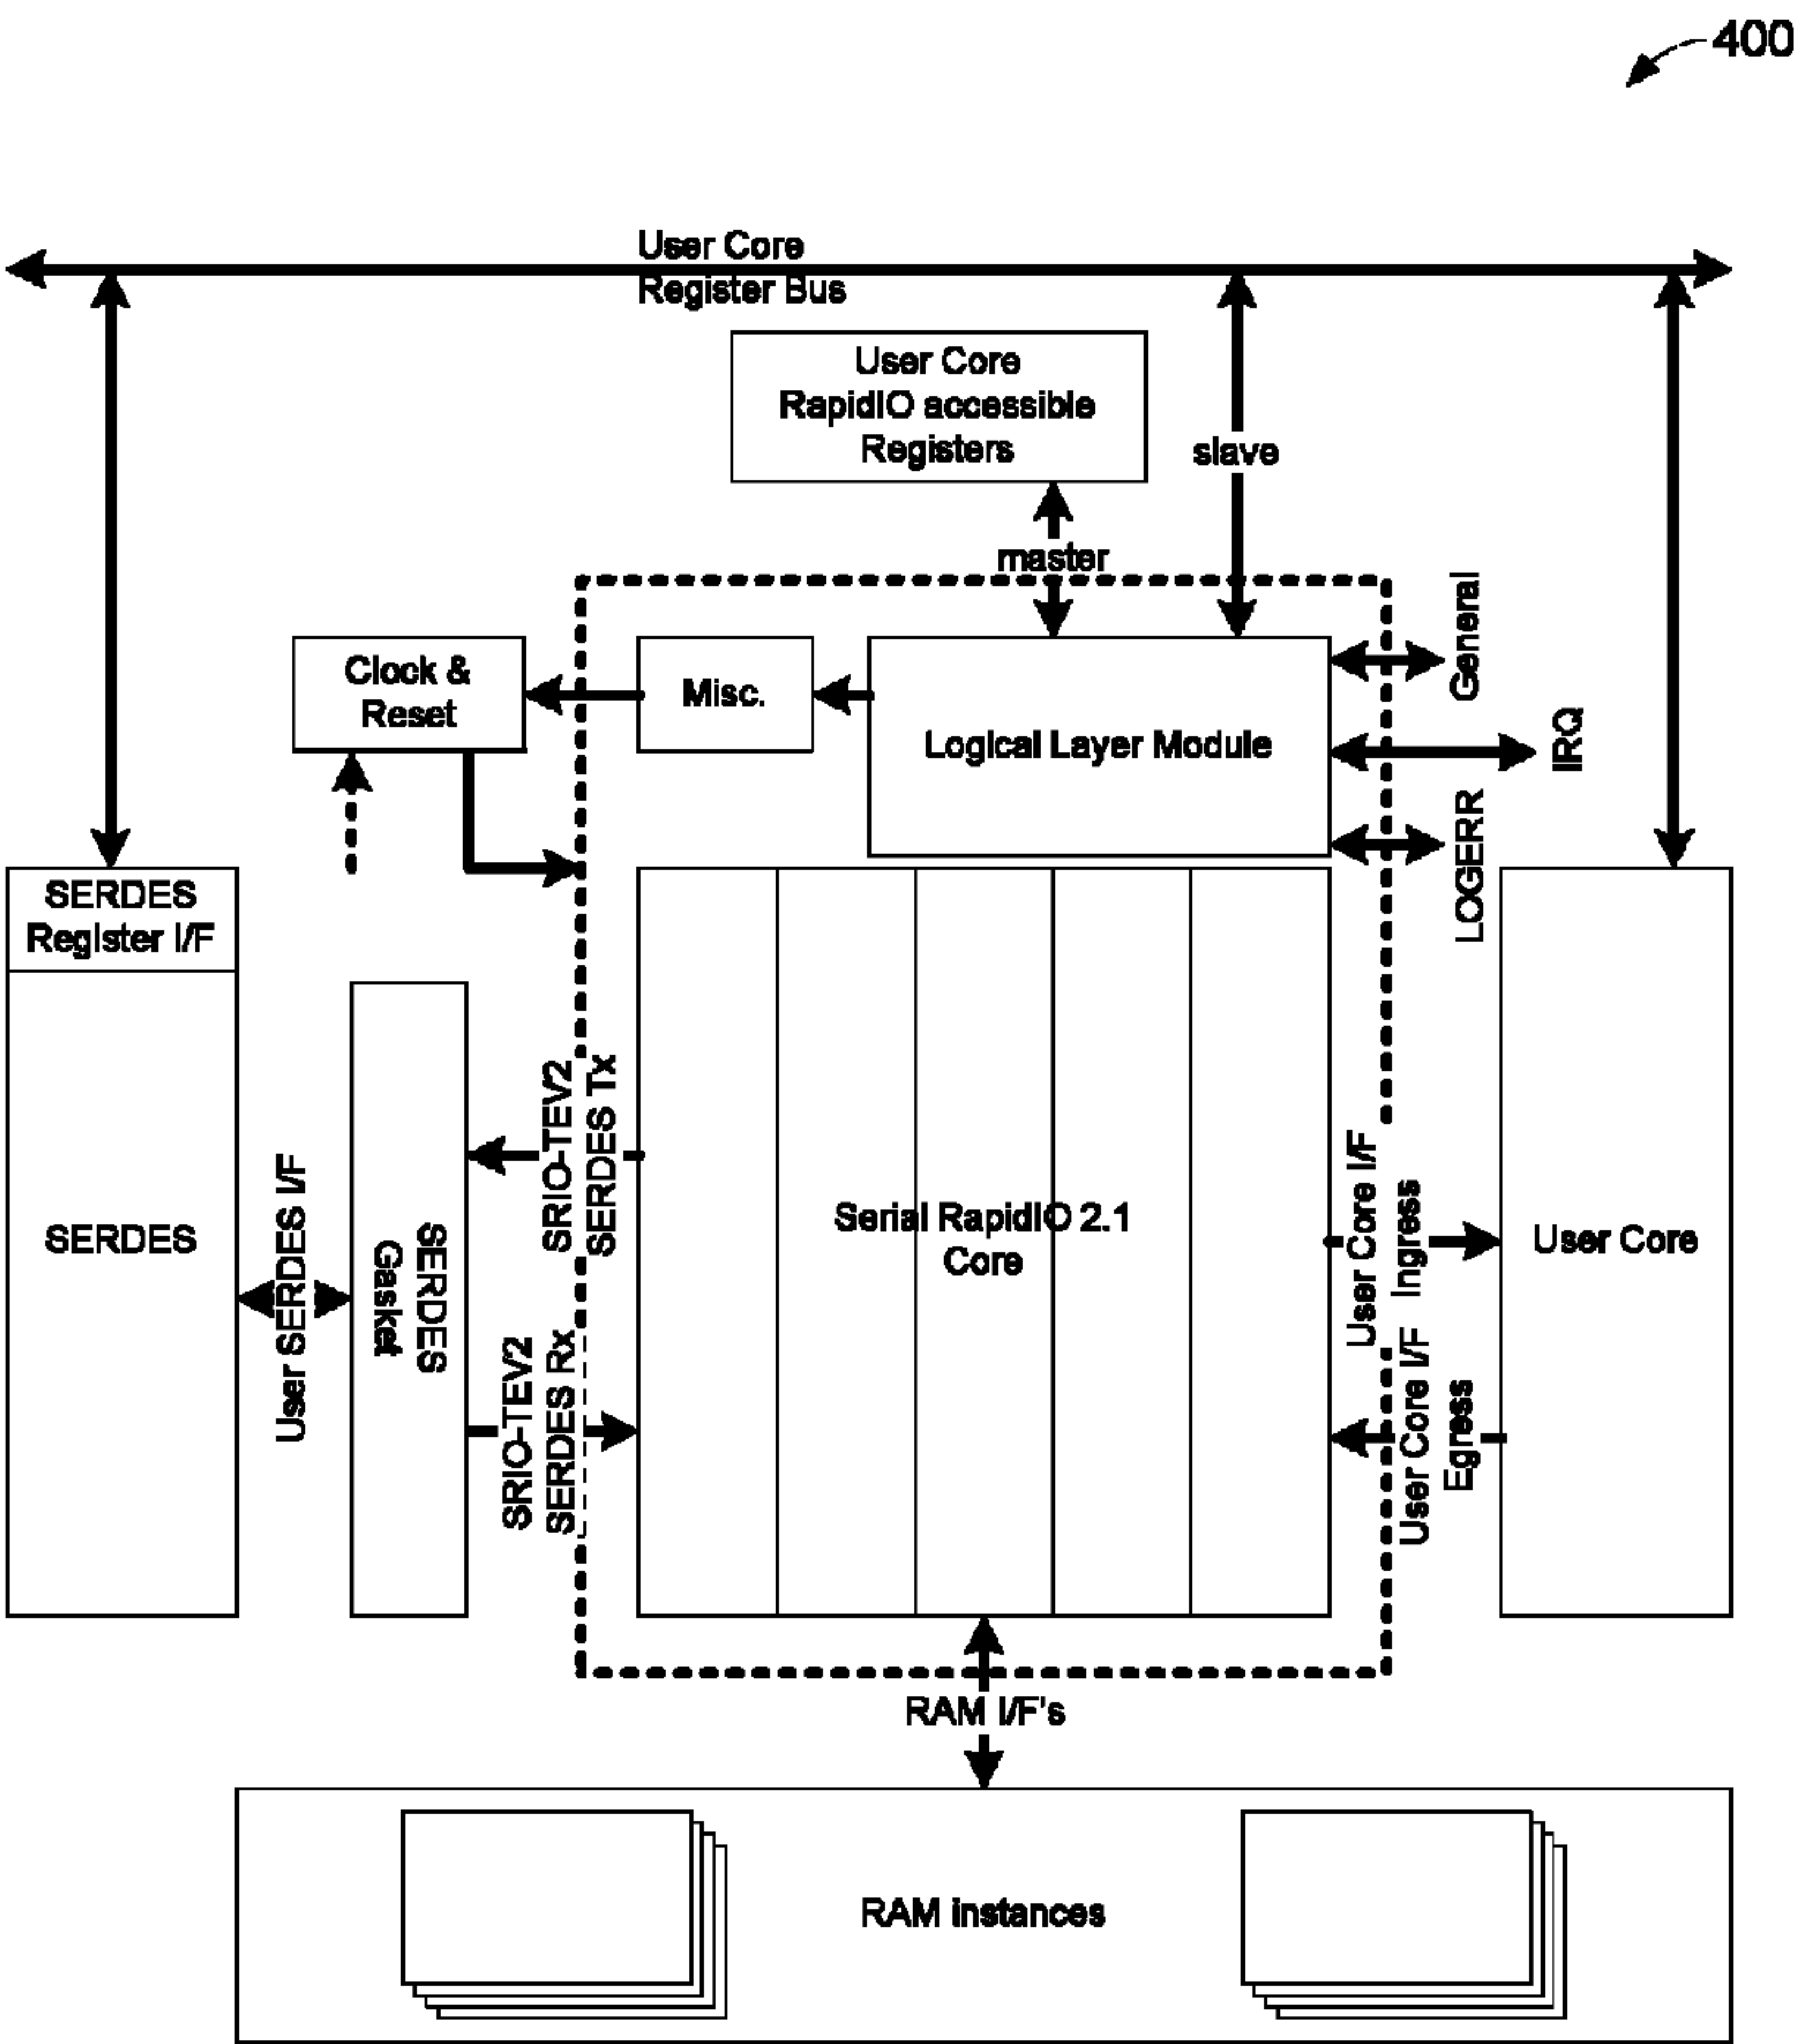 400
User Core
Register Bus
User Core
RapidIO accessible
Registers
slave
master
General
Clock &
Reset
Misc.
Logical Layer Module
IRQ
LOGERR
SERDES
Register I/F
SERDES
User SERDES I/F
SERDES
Gasket
SRIO-TEV2
SERDES Tx
SRIO-TEV2
SERDES Rx
Serial RapidIO 2.1
Core
User Core I/F
Ingress
User Core I/F
Egress
User Core
RAM I/F's
RAM instances